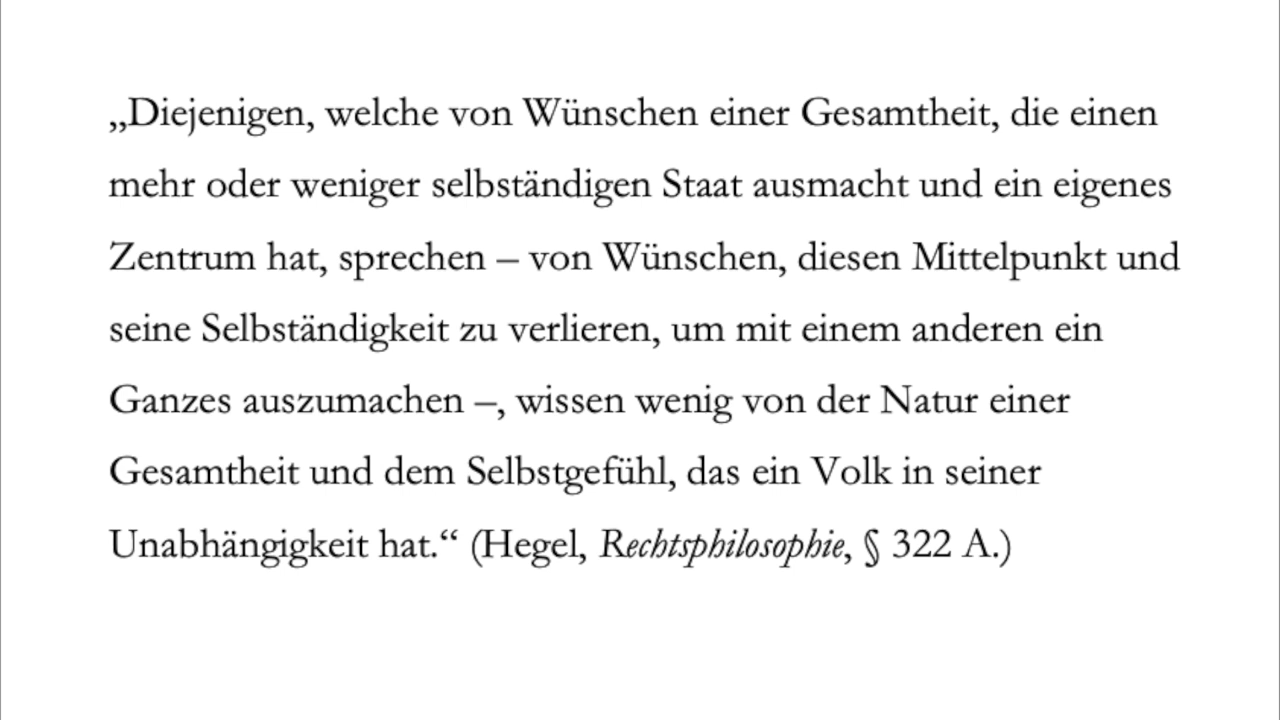 „Diejenigen, welche von Wünschen einer Gesamtheit, die einen
mehr oder weniger selbständigen Staat ausmacht und ein eigenes
Zentrum hat, sprechen – von Wünschen, diesen Mittelpunkt und
seine Selbständigkeit zu verlieren, um mit einem anderen ein
Ganzes auszumachen –, wissen wenig von der Natur einer
Gesamtheit und dem Selbstgefühl, das ein Volk in seiner
Unabhängigkeit hat.“ (Hegel, Rechtsphilosophie, § 322 A.)